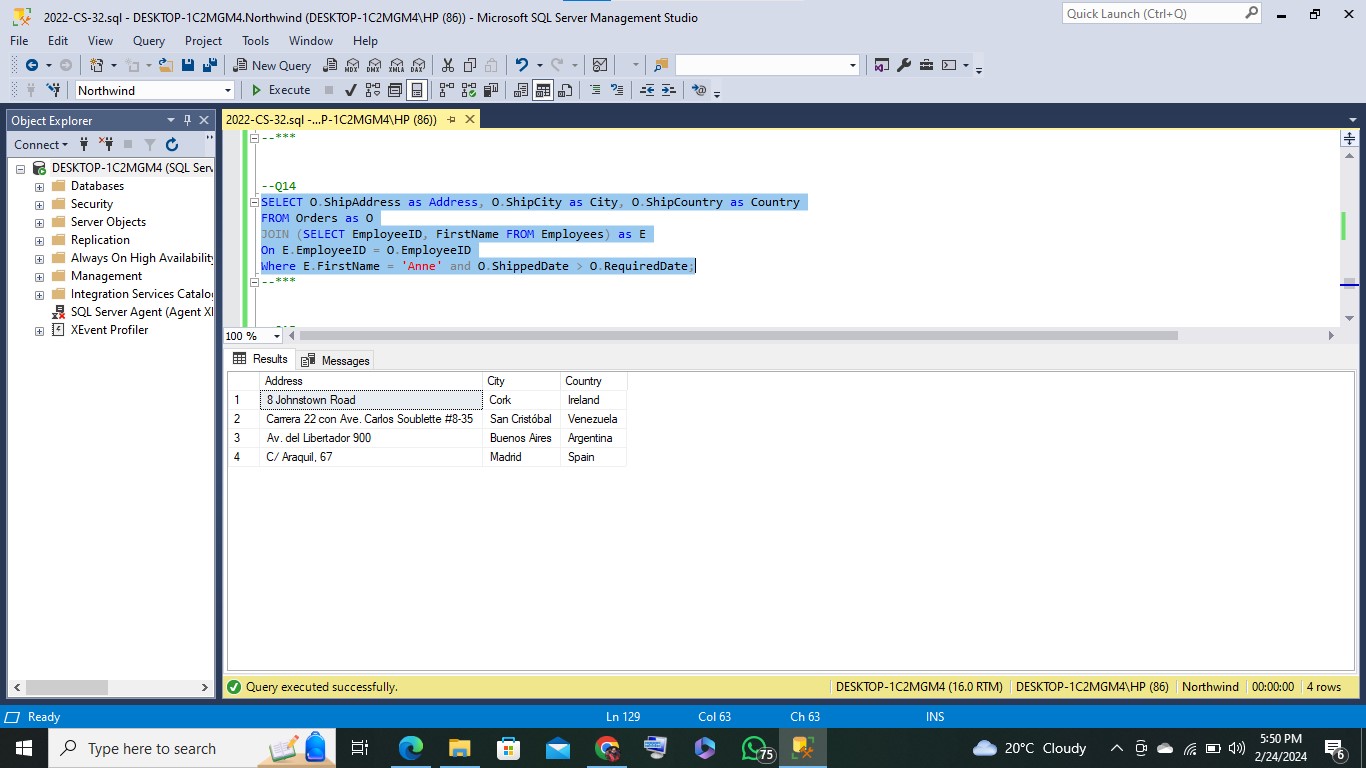 2022-CS-32.sql - DESKTOP-1C2MGM4.Northwind (DESKTOP-1C2MGM4\HP (86)) - Microsoft SQL Server Management Studio
Quick Launch (Ctrl+Q)
File Edit View Query Project Tools Window Help
New Query MDX DMX XMLA DAX
Northwind Execute
Object Explorer
2022-CS-32.sql -...P-1C2MGM4\HP (86))
Connect
DESKTOP-1C2MGM4 (SQL Serv
Databases
Security
Server Objects
Replication
Always On High Availability
Management
Integration Services Catalo
SQL Server Agent (Agent XI
XEvent Profiler
--***
--Q14
SELECT O.ShipAddress as Address, O.ShipCity as City, O.ShipCountry as Country
FROM Orders as O
JOIN (SELECT EmployeeID, FirstName FROM Employees) as E
On E.EmployeeID = O.EmployeeID
Where E.FirstName = 'Anne' and O.ShippedDate > O.RequiredDate;
--***
100 %
Results Messages
Address City Country
1 8 Johnstown Road Cork Ireland
2 Carrera 22 con Ave. Carlos Soublette #8-35 San Cristóbal Venezuela
3 Av. del Libertador 900 Buenos Aires Argentina
4 C/ Araquil, 67 Madrid Spain
Query executed successfully.
DESKTOP-1C2MGM4 (16.0 RTM) DESKTOP-1C2MGM4\HP (86) Northwind 00:00:00 4 rows
Ready Ln 129 Col 63 Ch 63 INS
Type here to search
75
20°C Cloudy
5:50 PM
2/24/2024
6